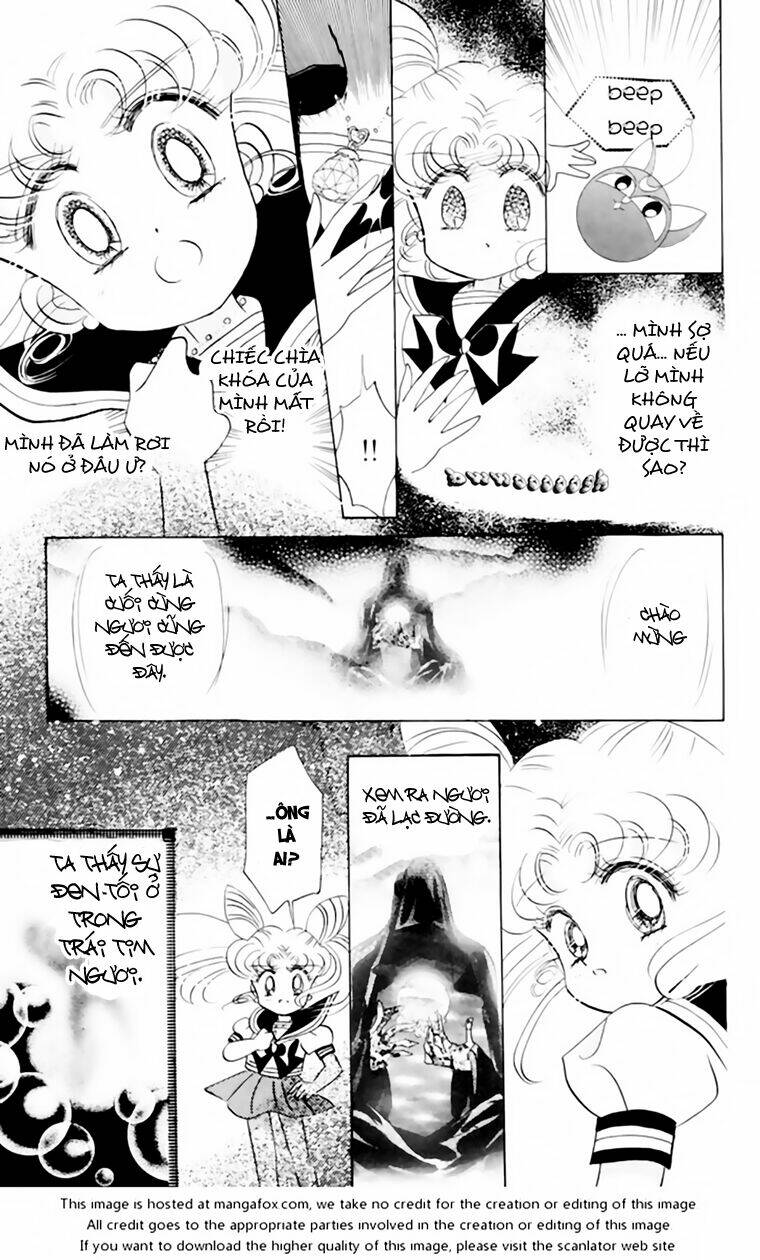 beep
beep
... MÌNH SỢ
QUÁ... NẾU
LỠ MÌNH
KHÔNG
QUAY VỀ
ĐƯỢC THÌ
SAO?
bwwoooosh
!!
CHIẾC CHÌA
KHÓA CỦA
MÌNH MẤT
RỒI!
MÌNH ĐÃ LÀM RƠI
NÓ Ở ĐÂU Ư?
CHÀO
MỪNG
TA THẤY LÀ
CUỐI CÙNG
NGƯƠI CŨNG
ĐẾN ĐƯỢC
ĐÂY.
XEM RA NGƯƠI
ĐÃ LẠC ĐƯỜNG.
...ÔNG
LÀ
AI?
TA THẤY SỰ
ĐEN TỐI Ở
TRONG
TRÁI TIM
NGƯƠI.
This image is hosted at mangafox.com, we take no credit for the creation or editing of this image
All credit goes to the appropriate parties involved in the creation or editing of this image
If you want to download the higher quality of this image, please visit the scanlator web site